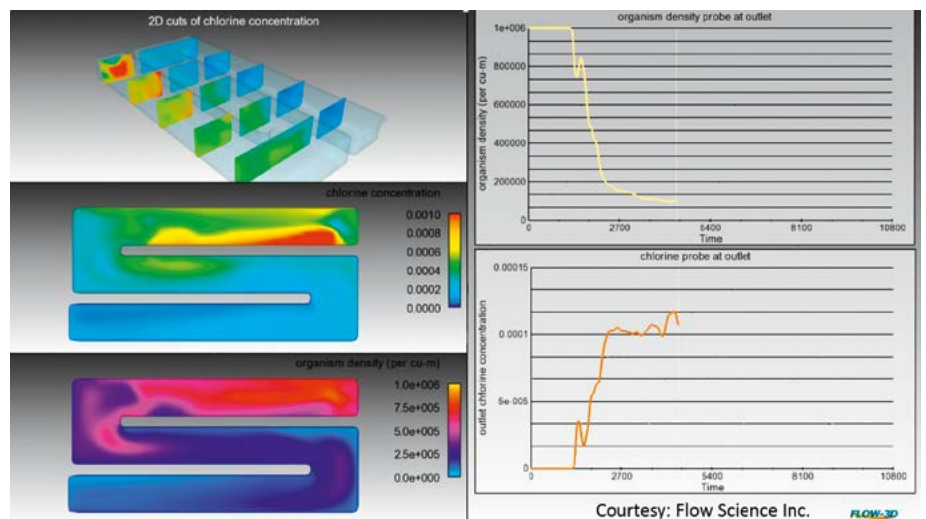 2D cuts of chlorine concentration
chlorine concentration
0.0010
0.0008
0.0006
0.0004
0.0002
0.0000
organism density (per cu-m)
1.0e+006
7.5e+005
5.0e+005
2.5e+005
0.0e+000
organism density probe at outlet
organism density (per cu-m)
1e+006
800000
600000
400000
200000
0
0 2700 5400 8100 10800
Time
chlorine probe at outlet
outlet chlorine concentration
0.00015
0.0001
5e-005
0
0 2700 5400 8100 10800
Time
Courtesy: Flow Science Inc.
FLOW-3D